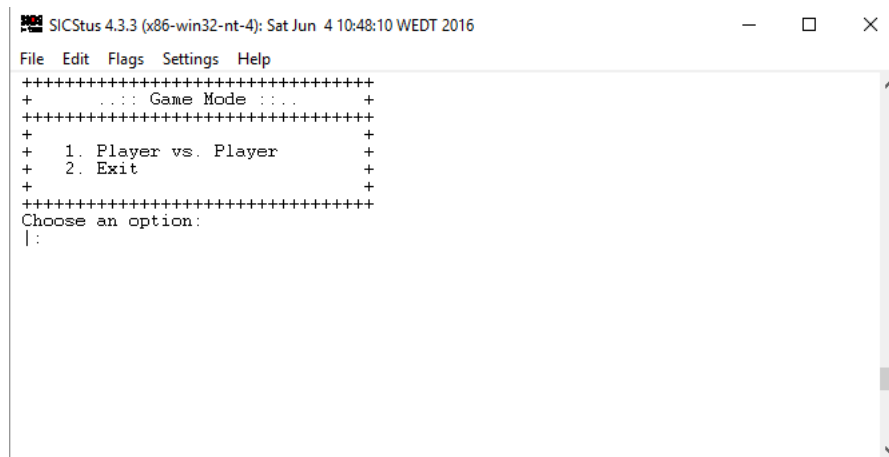 SICStus 4.3.3 (x86-win32-nt-4): Sat Jun  4 10:48:10 WEDT 2016
File  Edit  Flags  Settings  Help
+++++++++++++++++++++++++++++++++
+      ..:: Game Mode ::..      +
+++++++++++++++++++++++++++++++++
+                               +
+   1. Player vs. Player        +
+   2. Exit                     +
+                               +
+++++++++++++++++++++++++++++++++
Choose an option:
|: